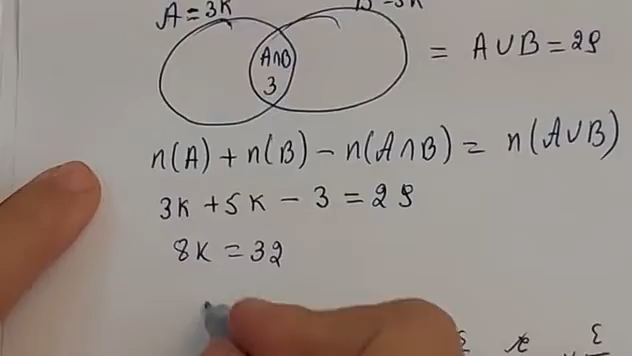 A = 3K
A∩B = A∪B = 29
3
n(A) + n(B) − n(A∩B) = n(A∪B)
3K + 5K − 3 = 29
8K = 32